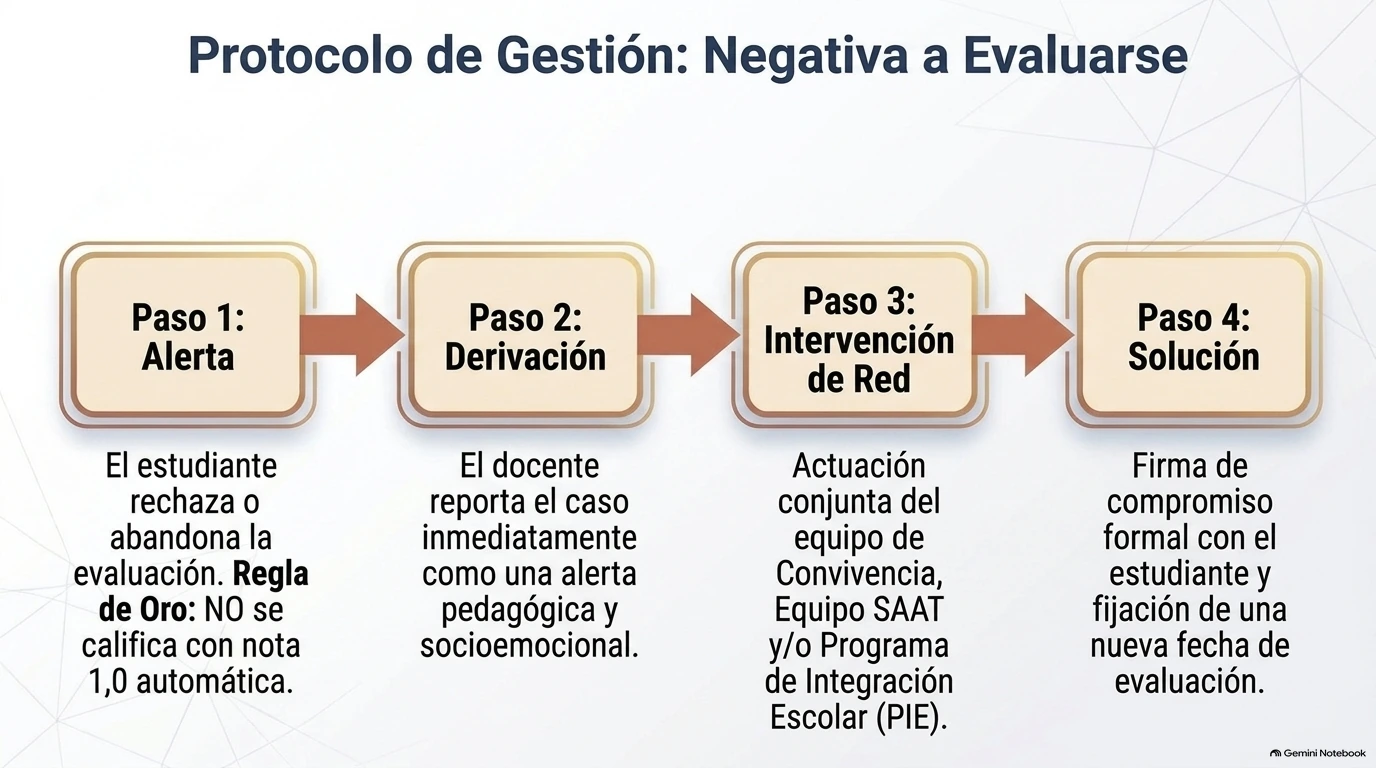 Protocolo de Gestión: Negativa a Evaluarse
Paso 1:
Alerta
El estudiante
rechaza o
abandona la
evaluación. Regla
de Oro: NO se
califica con nota
1,0 automática.
Paso 2:
Derivación
El docente
reporta el caso
inmediatamente
como una alerta
pedagógica y
socioemocional.
Paso 3:
Intervención
de Red
Actuación
conjunta del
equipo de
Convivencia,
Equipo SAAT
y/o Programa
de Integración
Escolar (PIE).
Paso 4:
Solución
Firma de
compromiso
formal con el
estudiante y
fijación de una
nueva fecha de
evaluación.
Gemini Notebook